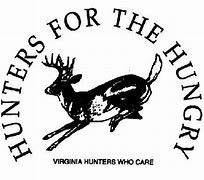 HUNTERS FOR THE HUNGRY
VIRGINIA HUNTERS WHO CARE